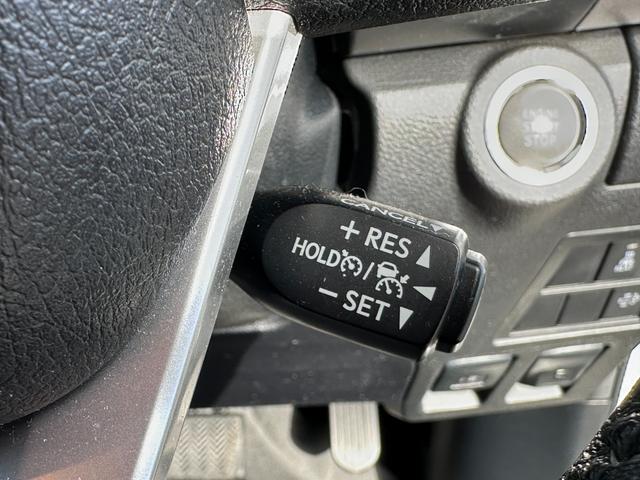 CANCEL
+ RES
HOLD /
− SET
ENGINE
START
STOP